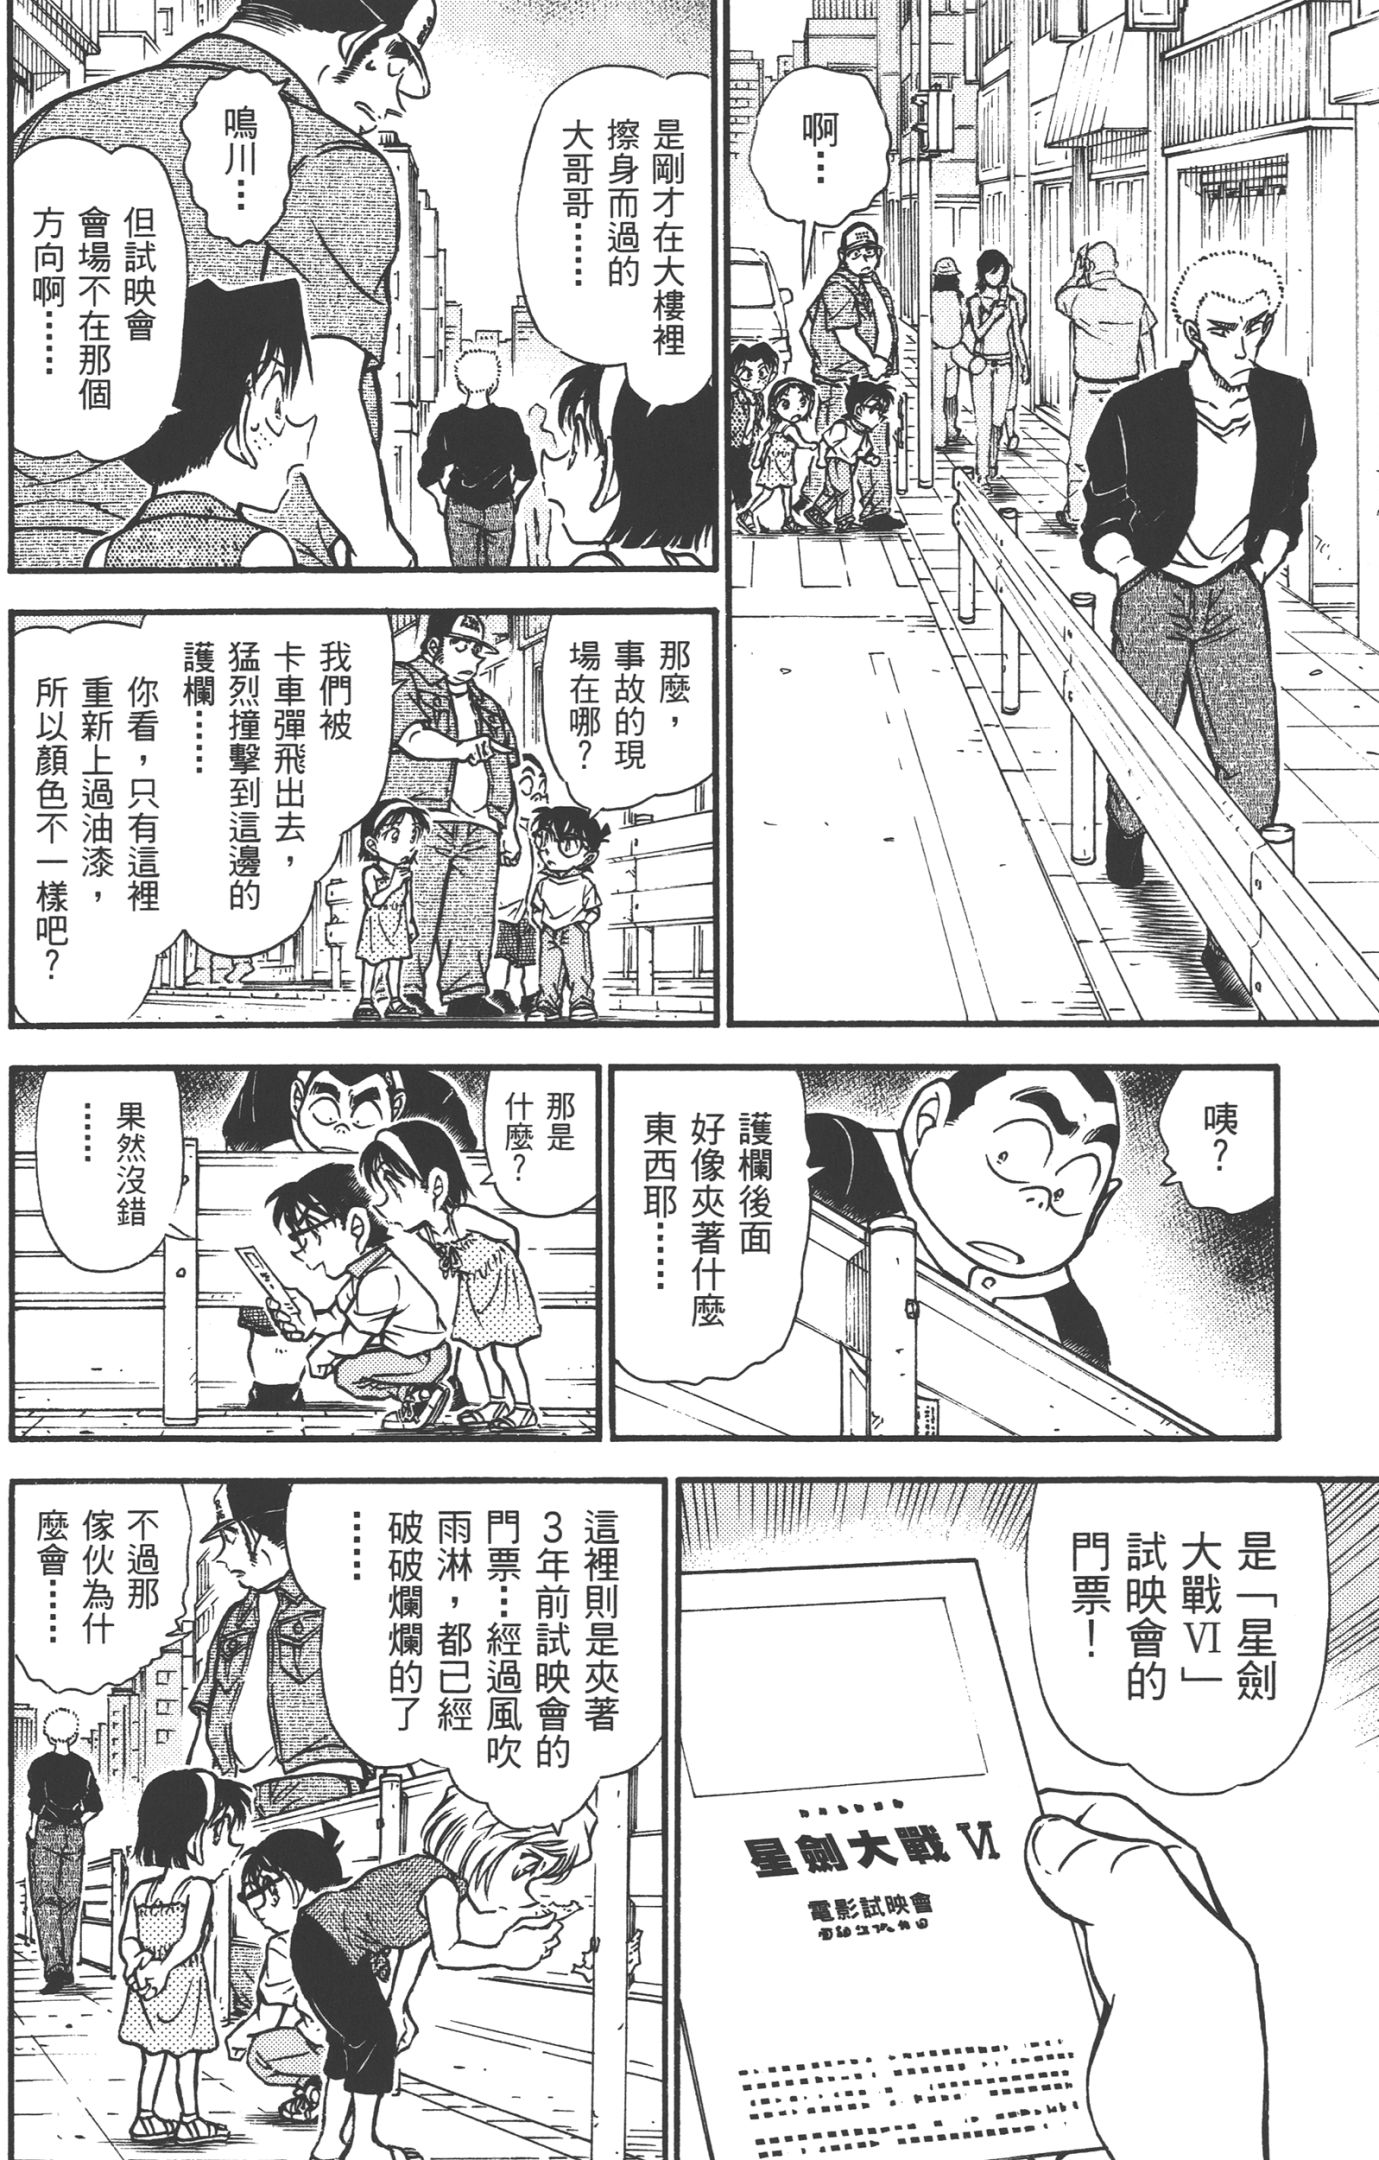 啊…
是剛才在大樓裡
擦身而過的
大哥哥……
鳴川…
但試映會
會場不在那個
方向啊……
那麼，
事故的現
場在哪？
我們被
卡車彈飛出去，
猛烈撞擊到這邊的
護欄……
你看，只有這裡
重新上過油漆，
所以顏色不一樣吧？
咦？
護欄後面
好像夾著什麼
東西耶……
那是
什麼？
果然沒錯
……
是「星劍
大戰Ⅵ」
試映會的
門票！
星劍大戰Ⅵ
電影試映會
這裡則是夾著
3年前試映會的
門票…經過風吹
雨淋，都已經
破破爛爛的了
……
不過那
傢伙為什
麼會……